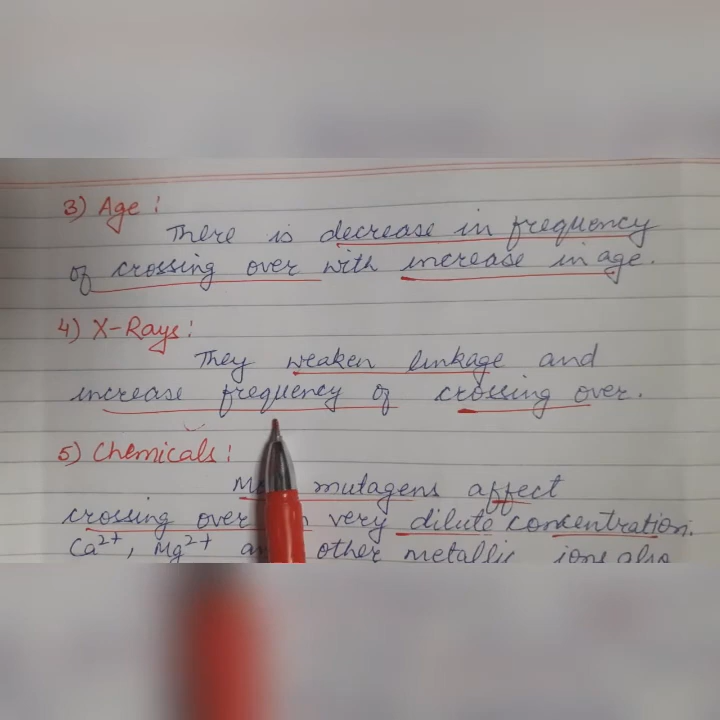 3) Age:
There is decrease in frequency
of crossing over with increase in age.
4) X-Rays:
They weaken linkage and
increase frequency of crossing over.
5) Chemicals:
mutagens affect
crossing over very dilute concentration.
Ca²⁺, Mg²⁺ other metallic ions also